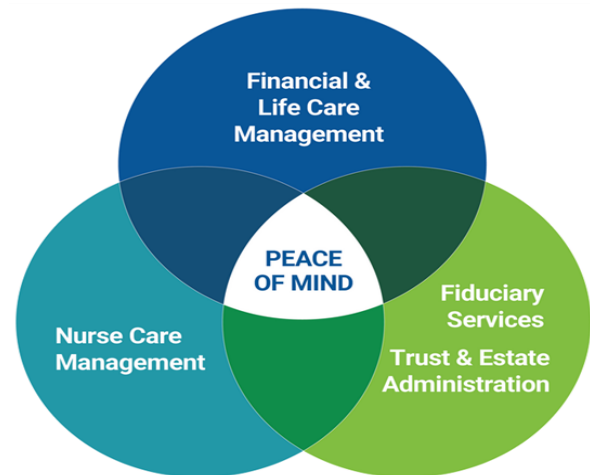 Financial &
Life Care
Management
PEACE
OF MIND
Nurse Care
Management
Fiduciary
Services
Trust & Estate
Administration